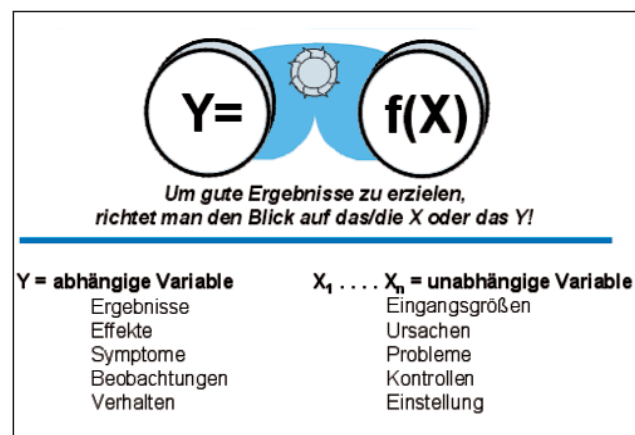 Y= f(X)
Um gute Ergebnisse zu erzielen,
richtet man den Blick auf das/die X oder das Y!
Y = abhängige Variable
Ergebnisse
Effekte
Symptome
Beobachtungen
Verhalten
X₁ . . . . Xₙ = unabhängige Variable
Eingangsgrößen
Ursachen
Probleme
Kontrollen
Einstellung